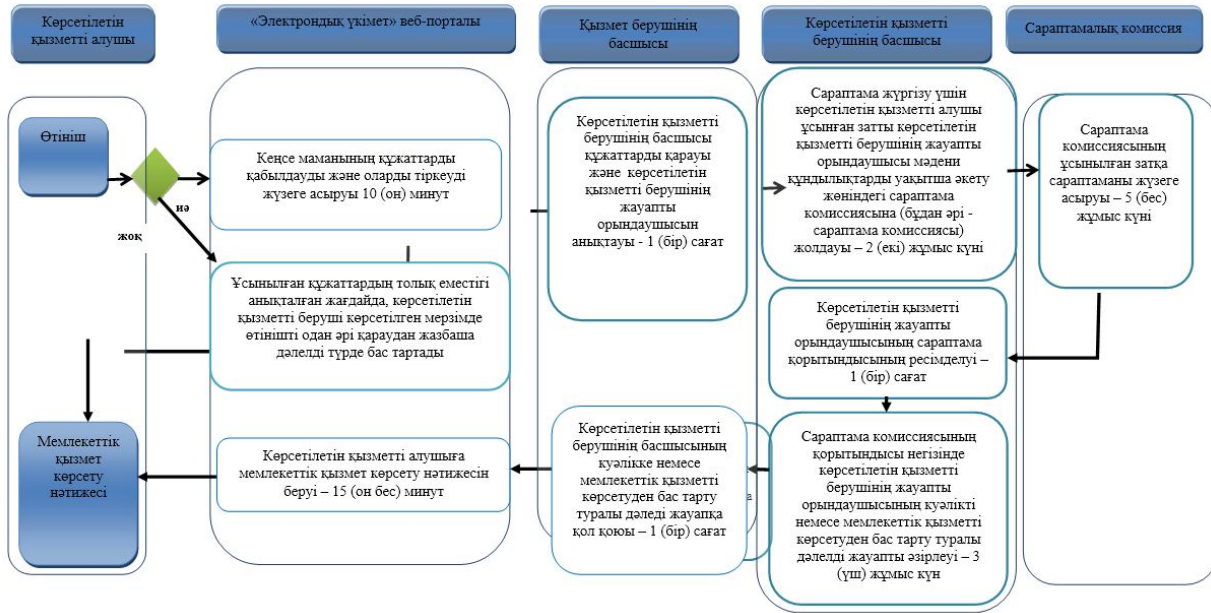 Көрсетілетін
қызметті алушы
«Электрондық үкімет» веб-порталы
Қызмет берушінің
басшысы
Көрсетілетін қызметті
берушінің басшысы
Сараптамалық комиссия
Өтініш
иә
жоқ
Кеңсе маманының құжаттарды
қабылдауды және оларды тіркеуді
жүзеге асыруы 10 (он) минут
Ұсынылған құжаттардың толық еместігі
анықталған жағдайда, көрсетілетін
қызметті беруші көрсетілген мерзімде
өтінішті одан әрі қараудан жазбаша
дәлелді түрде бас тартады
Көрсетілетін қызметті
берушінің басшысы
құжаттарды қарауы
және көрсетілетін
қызметті берушінің
жауапты
орындаушысын
анықтауы - 1 (бір) сағат
Сараптама жүргізу үшін
көрсетілетін қызметті алушы
ұсынған затты көрсетілетін
қызметті берушінің жауапты
орындаушысы мәдени
құндылықтарды уақытша әкету
жөніндегі сараптама
комиссиясына (бұдан әрі -
сараптама комиссиясы)
жолдауы – 2 (екі) жұмыс күні
Сараптама
комиссиясының
ұсынылған затқа
сараптаманы жүзеге
асыруы – 5 (бес)
жұмыс күні
Көрсетілетін қызметті
берушінің жауапты
орындаушысының сараптама
қорытындысының ресімделуі –
1 (бір) сағат
Сараптама комиссиясының
қорытындысы негізінде
көрсетілетін қызметті
берушінің жауапты
орындаушысының куәлікті
немесе мемлекеттік қызметті
көрсетуден бас тарту туралы
дәлелді жауапты әзірлеуі – 3
(үш) жұмыс күн
Көрсетілетін қызметті
берушінің басшысының
куәлікке немесе
мемлекеттік қызметті
көрсетуден бас тарту
туралы дәледі жауапқа
қол қоюы – 1 (бір) сағат
Көрсетілетін қызметті алушыға
мемлекеттік қызмет көрсету нәтижесін
беруі – 15 (он бес) минут
Мемлекеттік
қызмет
көрсету
нәтижесі